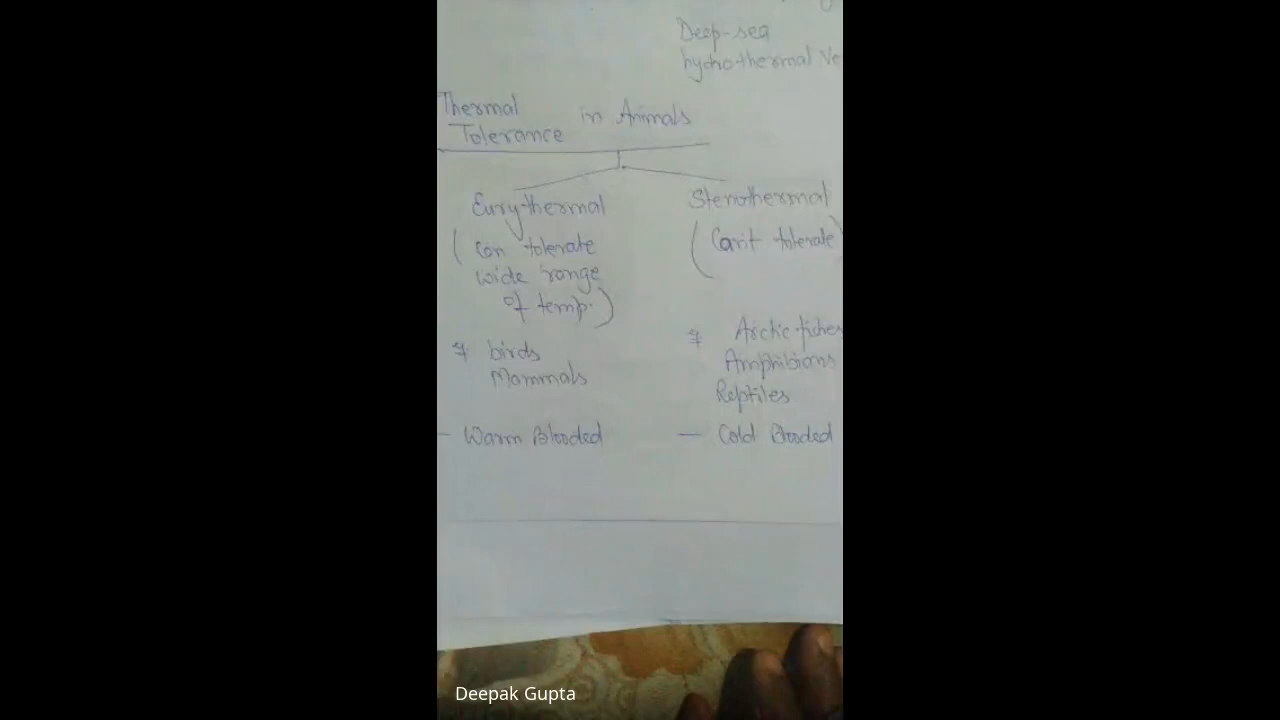 Deep-sea
hydrothermal Ve
Thermal
Tolerance in Animals
Eurythermal
(Can tolerate
wide range
of temp.)
Stenothermal
(Can't tolerate)
birds
Mammals
Arctic fishes
Amphibians
Reptiles
— Warm Blooded
— Cold Blooded
Deepak Gupta